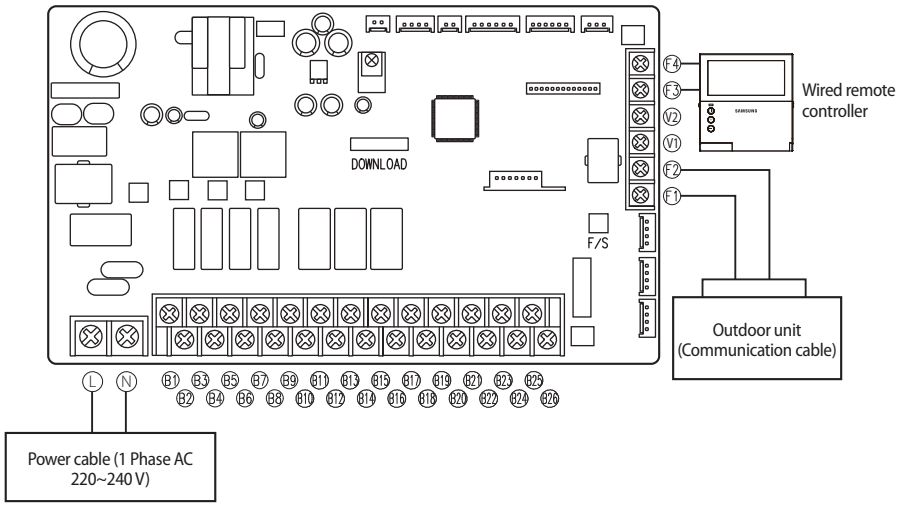 F4
F3
V2
V1
F2
F1
SAMSUNG
Wired remote
controller
DOWNLOAD
F/S
Outdoor unit
(Communication cable)
L N
B1 B3 B5 B7 B9 B11 B13 B15 B17 B19 B21 B23 B25
B2 B4 B6 B8 B10 B12 B14 B16 B18 B20 B22 B24 B26
Power cable (1 Phase AC
220~240 V)